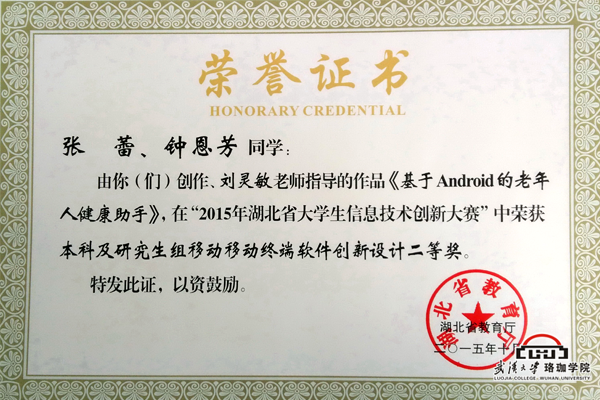 荣誉证书
HONORARY CREDENTIAL
张 蕾、钟恩芳 同学：
由你（们）创作、刘灵敏老师指导的作品《基于Android的老年
人健康助手》，在“2015年湖北省大学生信息技术创新大赛”中荣获
本科及研究生组移动移动终端软件创新设计二等奖。
特发此证，以资鼓励。
湖北省教育厅
湖北省教育厅
二〇一五年十
武汉大学 珞珈学院
LUOJIA·COLLEGE·WUHAN·UNIVERSITY